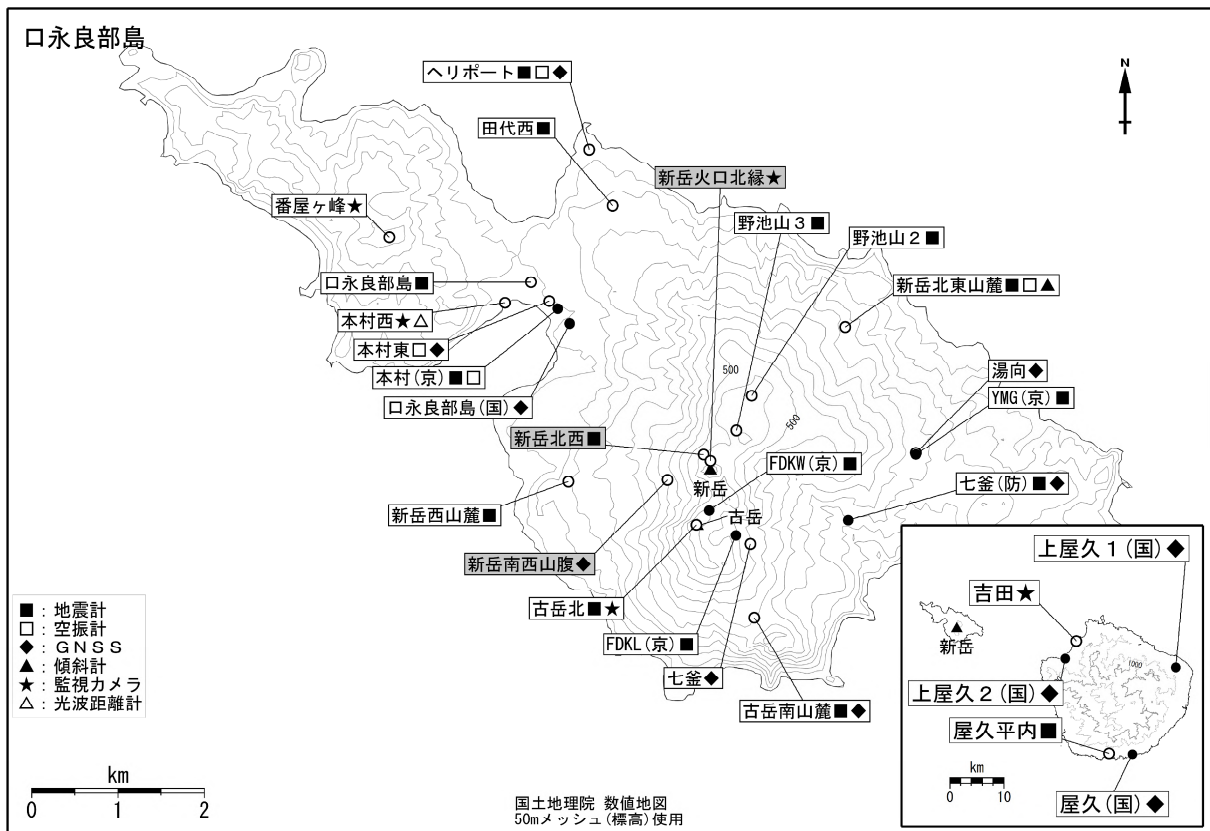 口永良部島
N
ヘリポート■□◆
田代西■
新岳火口北縁★
番屋ヶ峰★
野池山3■
野池山2■
口永良部島■
新岳北東山麓■□▲
本村西★△
本村東□◆
本村(京)■□
口永良部島(国)◆
500
湯向◆
YMG(京)■
500
新岳北西■
FDKW(京)■
新岳
七釜(防)■◆
新岳西山麓■
古岳
新岳南西山腹◆
古岳北■★
FDKL(京)■
七釜◆
古岳南山麓■◆
■:地震計
□:空振計
◆:GNSS
▲:傾斜計
★:監視カメラ
△:光波距離計
km
0 1 2
国土地理院 数値地図
50mメッシュ(標高)使用
上屋久1(国)◆
吉田★
新岳
1000
上屋久2(国)◆
屋久平内■
km
0 10
屋久(国)◆